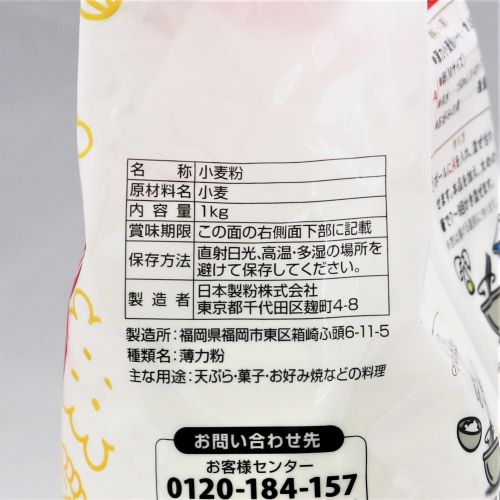 名称 小麦粉
原材料名 小麦
内容量 1kg
賞味期限 この面の右側面下部に記載
保存方法 直射日光、高温・多湿の場所を
避けて保存してください。
製造者 日本製粉株式会社
東京都千代田区麹町4-8
製造所：福岡県福岡市東区箱崎ふ頭6-11-5
種類名：薄力粉
主な用途：天ぷら・菓子・お好み焼などの料理
お問い合わせ先
お客様センター
0120-184-157